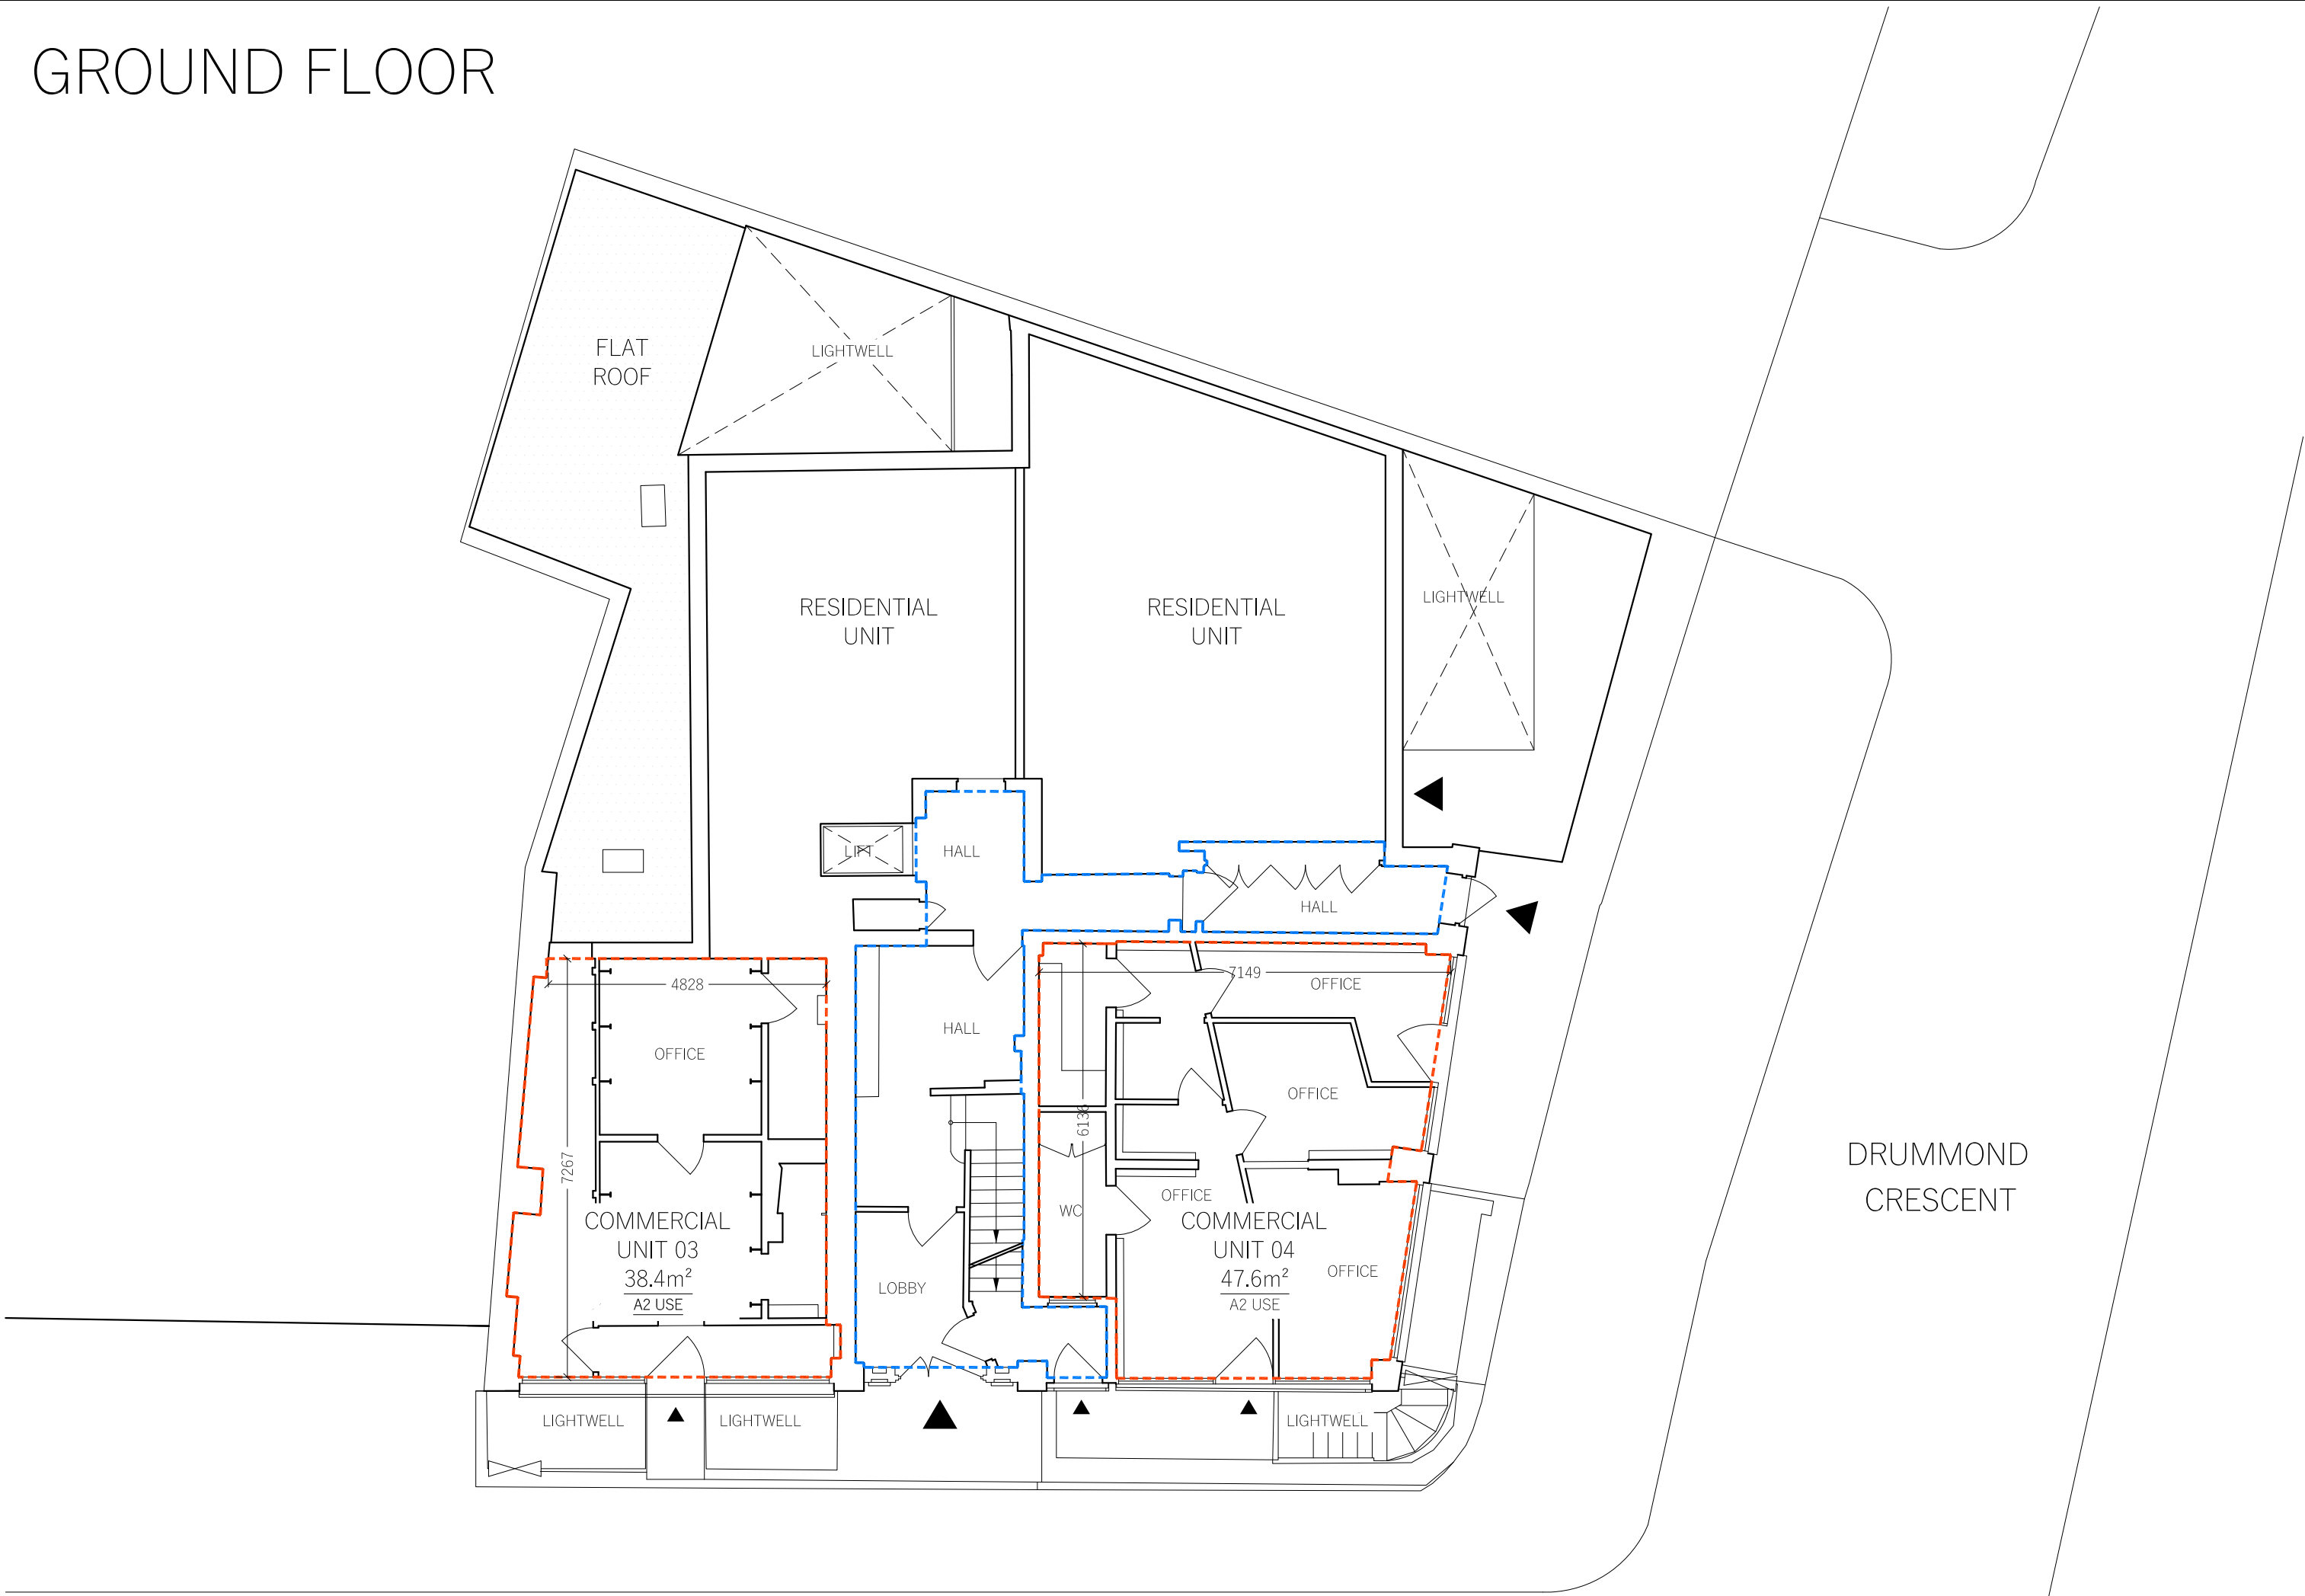 GROUND FLOOR
FLAT
ROOF
LIGHTWELL
RESIDENTIAL
UNIT
RESIDENTIAL
UNIT
LIGHTWELL
LIFT
HALL
HALL
4828
7149
OFFICE
OFFICE
HALL
OFFICE
6136
7267
DRUMMOND
CRESCENT
OFFICE
WC
COMMERCIAL
UNIT 03
38.4m²
A2 USE
COMMERCIAL
UNIT 04
47.6m²
A2 USE
OFFICE
LOBBY
LIGHTWELL
LIGHTWELL
LIGHTWELL